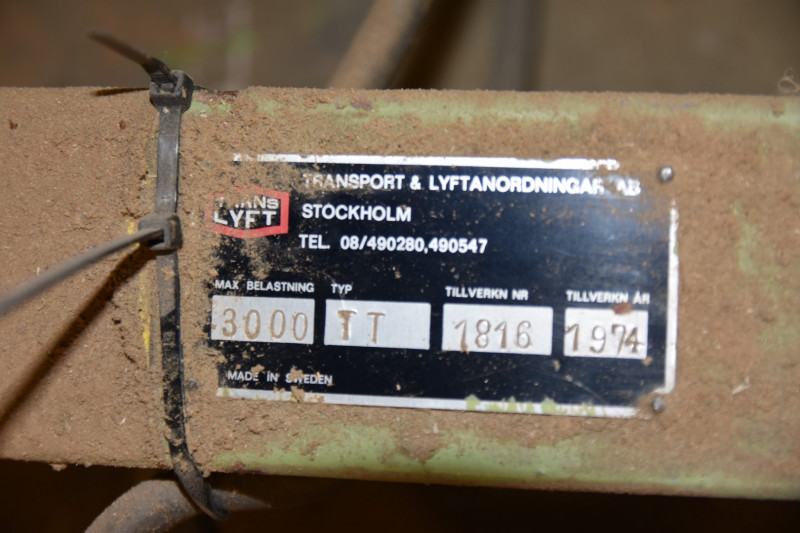 TRANSPORT & LYFTANORDNINGAR AB
TRANS
LYFT
STOCKHOLM
TEL. 08/490280,490547
MAX BELASTNING TYP TILLVERKN NR TILLVERKN ÅR
3000 TT 1816 1974
MADE IN SWEDEN